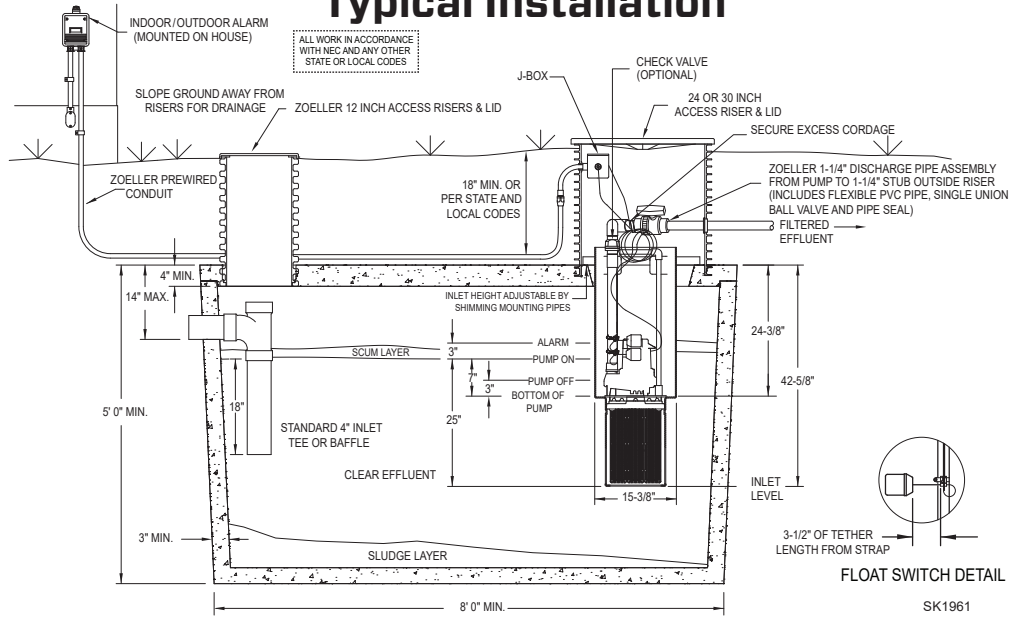 Typical Installation
INDOOR/OUTDOOR ALARM
(MOUNTED ON HOUSE)
ALL WORK IN ACCORDANCE
WITH NEC AND ANY OTHER
STATE OR LOCAL CODES
J-BOX
CHECK VALVE
(OPTIONAL)
SLOPE GROUND AWAY FROM
RISERS FOR DRAINAGE
ZOELLER 12 INCH ACCESS RISERS & LID
24 OR 30 INCH
ACCESS RISER & LID
SECURE EXCESS CORDAGE
ZOELLER PREWIRED
CONDUIT
18" MIN. OR
PER STATE AND
LOCAL CODES
ZOELLER 1-1/4" DISCHARGE PIPE ASSEMBLY
FROM PUMP TO 1-1/4" STUB OUTSIDE RISER
(INCLUDES FLEXIBLE PVC PIPE, SINGLE UNION
BALL VALVE AND PIPE SEAL)
FILTERED
EFFLUENT
4" MIN.
14" MAX.
INLET HEIGHT ADJUSTABLE BY
SHIMMING MOUNTING PIPES
24-3/8"
42-5/8"
ALARM
SCUM LAYER
3"
PUMP ON
7"
PUMP OFF
3"
BOTTOM OF
PUMP
5' 0" MIN.
18"
25"
STANDARD 4" INLET
TEE OR BAFFLE
CLEAR EFFLUENT
INLET
LEVEL
15-3/8"
3" MIN.
SLUDGE LAYER
3-1/2" OF TETHER
LENGTH FROM STRAP
FLOAT SWITCH DETAIL
8' 0" MIN.
SK1961